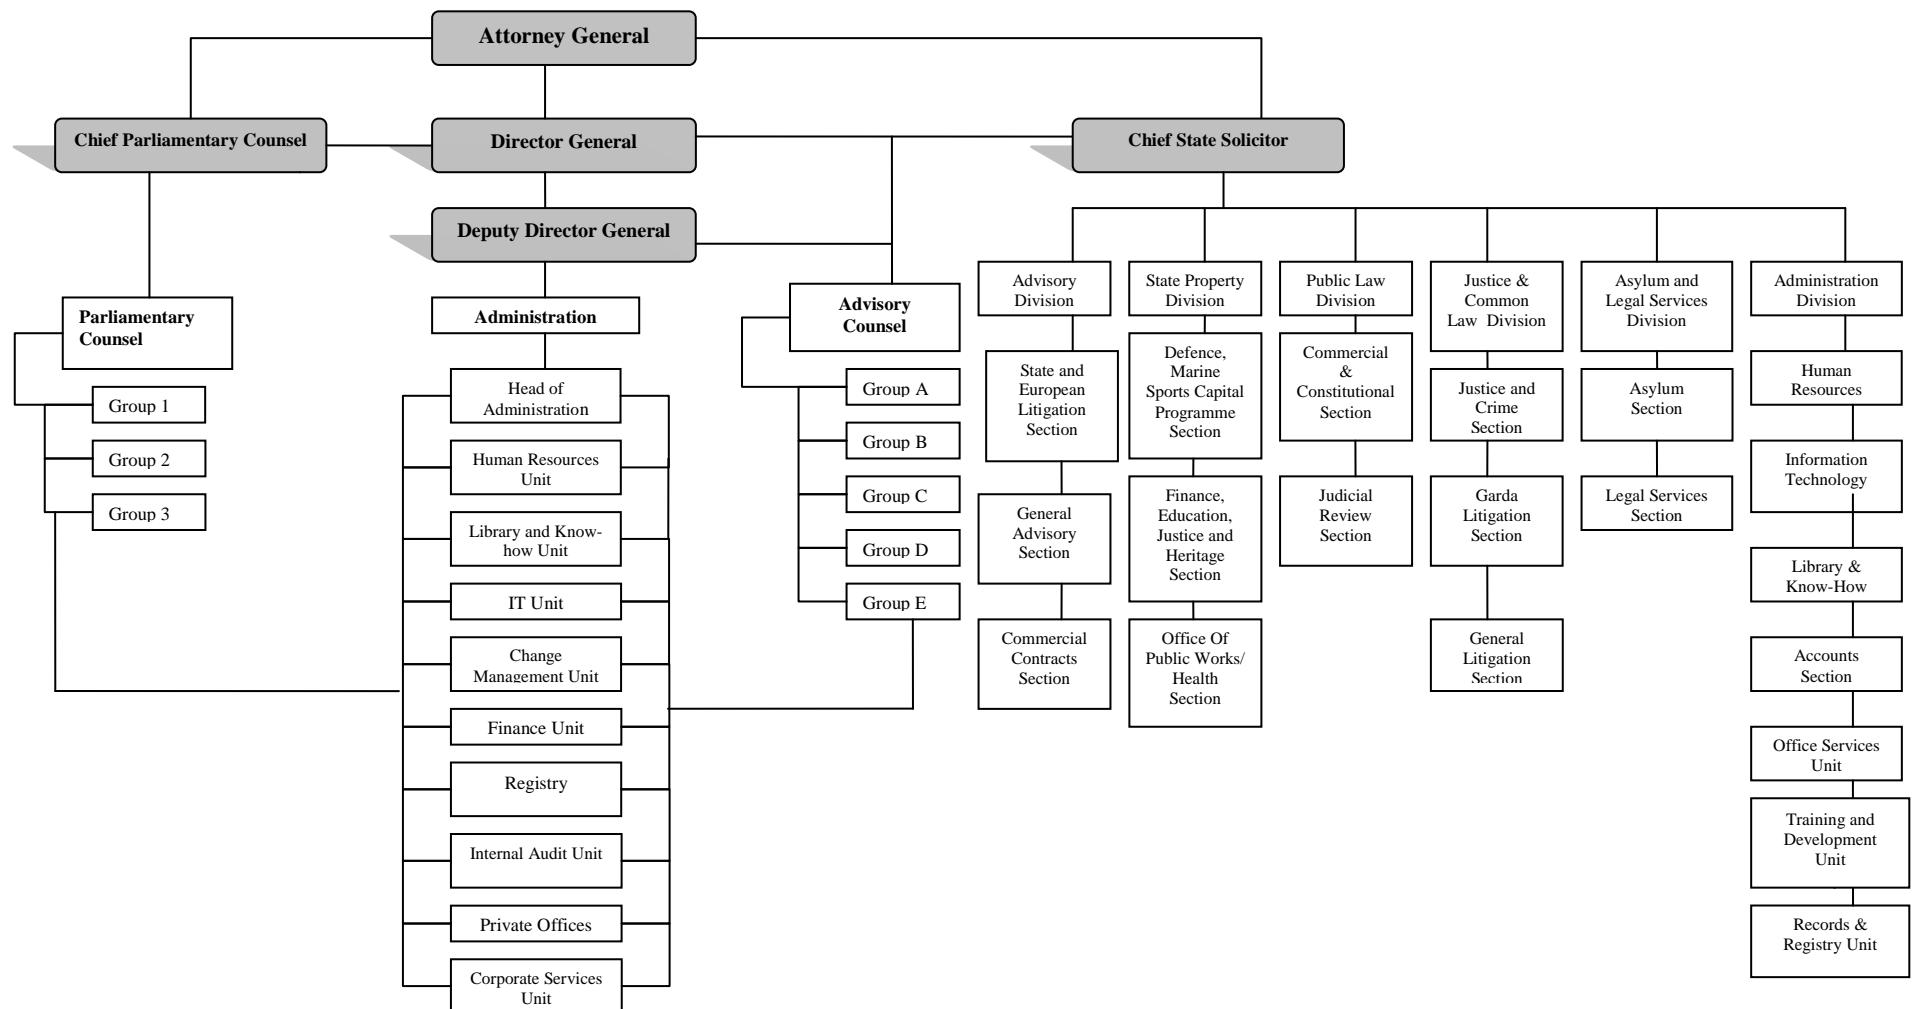 Attorney General
Chief Parliamentary Counsel
Director General
Chief State Solicitor
Deputy Director General
Parliamentary
Counsel
Group 1
Group 2
Group 3
Administration
Head of
Administration
Human Resources
Unit
Library and Know-
how Unit
IT Unit
Change
Management Unit
Finance Unit
Registry
Internal Audit Unit
Private Offices
Corporate Services
Unit
Advisory
Counsel
Group A
Group B
Group C
Group D
Group E
Advisory
Division
State and
European
Litigation
Section
General
Advisory
Section
Commercial
Contracts
Section
State Property
Division
Defence,
Marine
Sports Capital
Programme
Section
Finance,
Education,
Justice and
Heritage
Section
Office Of
Public Works/
Health
Section
Public Law
Division
Commercial
&
Constitutional
Section
Judicial
Review
Section
Justice &
Common
Law Division
Justice and
Crime
Section
Garda
Litigation
Section
General
Litigation
Section
Asylum and
Legal Services
Division
Asylum
Section
Legal Services
Section
Administration
Division
Human
Resources
Information
Technology
Library &
Know-How
Accounts
Section
Office Services
Unit
Training and
Development
Unit
Records &
Registry Unit